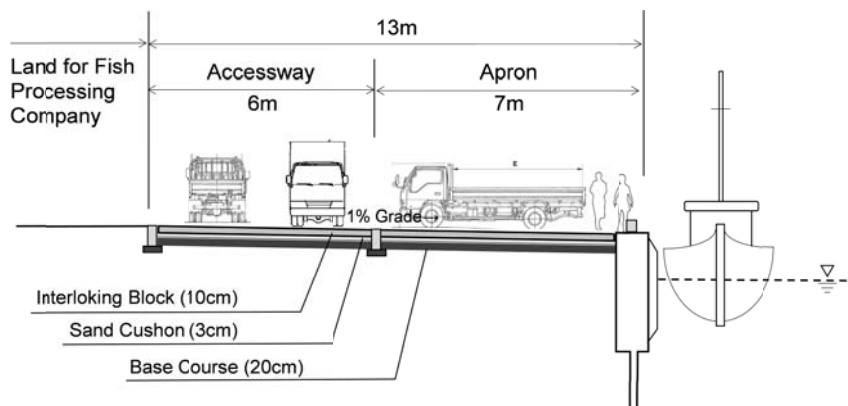 13m
Land for Fish
Processing
Company
Accessway
6m
Apron
7m
E
1% Grade
Interloking Block (10cm)
Sand Cushon (3cm)
Base Course (20cm)